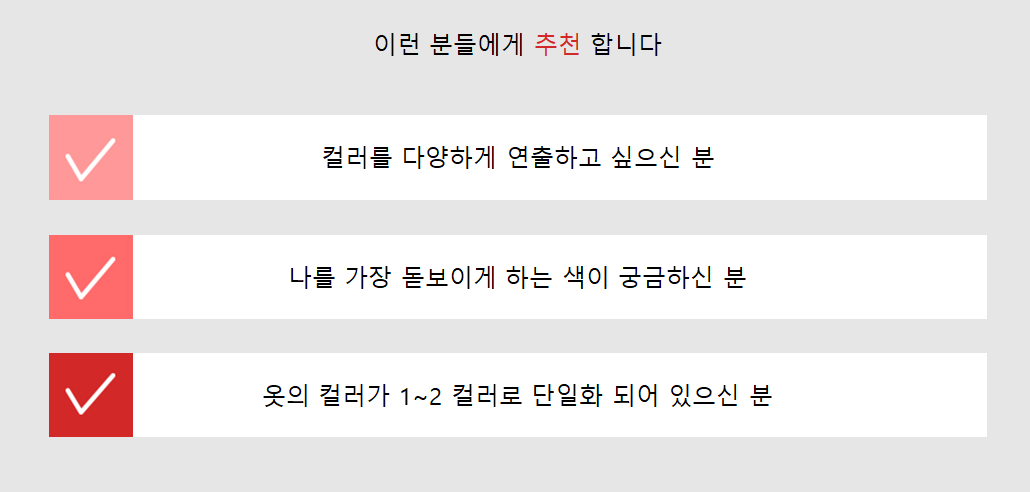 이런 분들에게 추천 합니다
컬러를 다양하게 연출하고 싶으신 분
나를 가장 돋보이게 하는 색이 궁금하신 분
옷의 컬러가 1~2 컬러로 단일화 되어 있으신 분